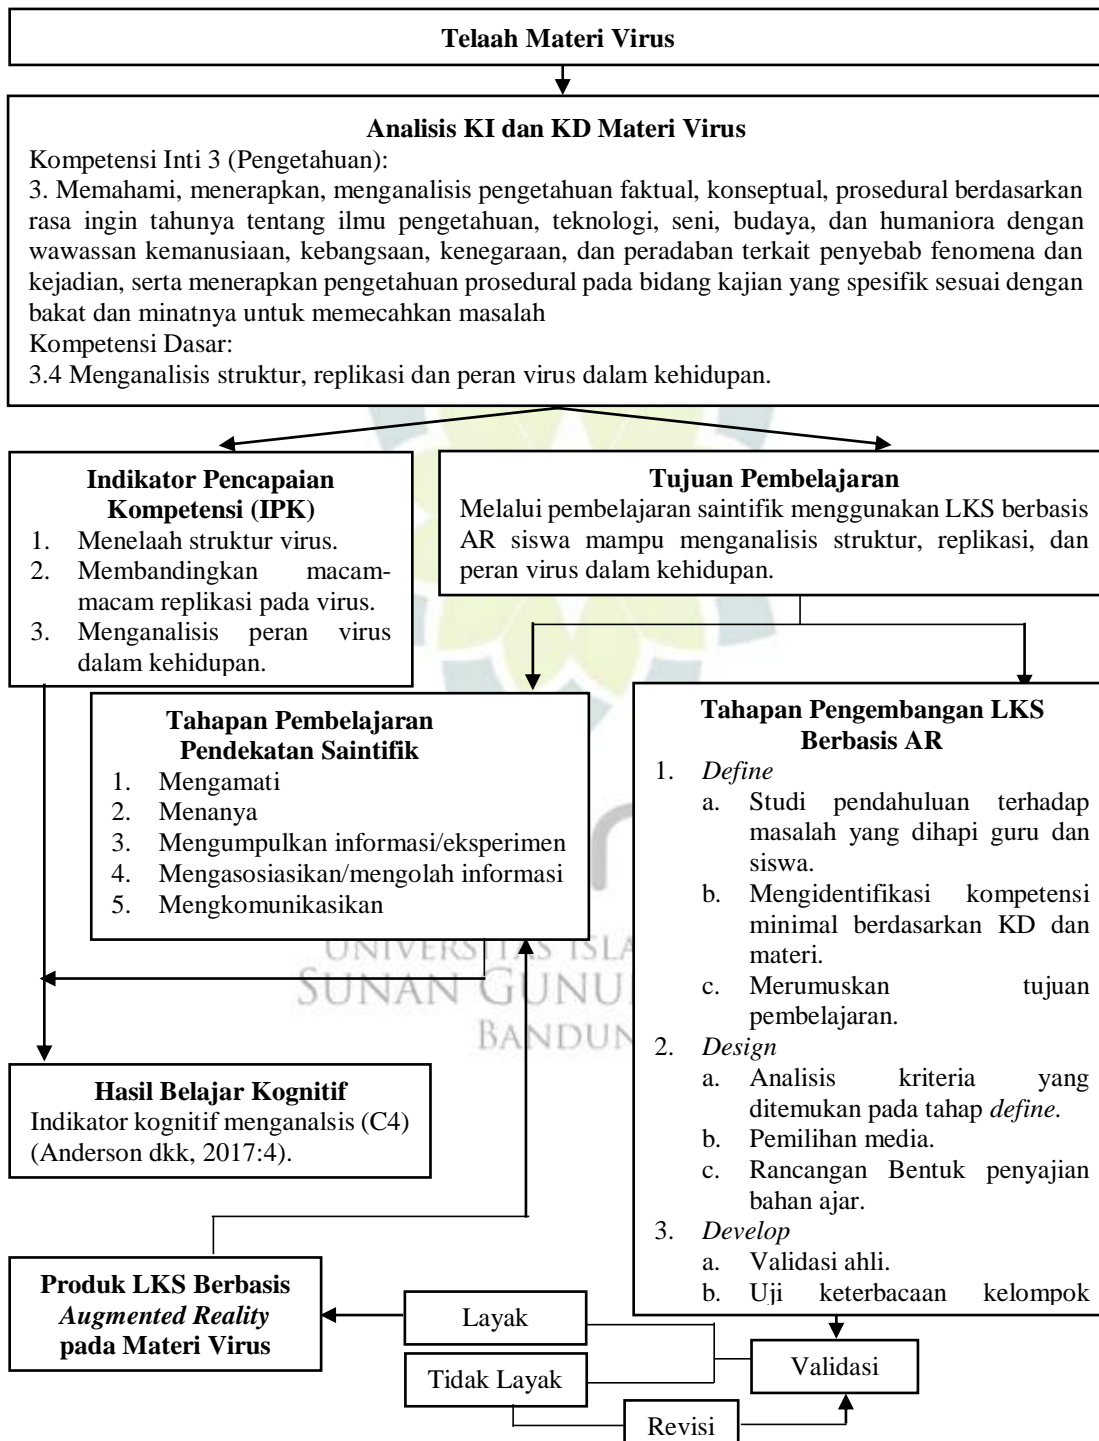 Telaah Materi Virus
Analisis KI dan KD Materi Virus
Kompetensi Inti 3 (Pengetahuan):
3. Memahami, menerapkan, menganalisis pengetahuan faktual, konseptual, prosedural berdasarkan
rasa ingin tahunya tentang ilmu pengetahuan, teknologi, seni, budaya, dan humaniora dengan
wawassan kemanusiaan, kebangsaan, kenegaraan, dan peradaban terkait penyebab fenomena dan
kejadian, serta menerapkan pengetahuan prosedural pada bidang kajian yang spesifik sesuai dengan
bakat dan minatnya untuk memecahkan masalah
Kompetensi Dasar:
3.4 Menganalisis struktur, replikasi dan peran virus dalam kehidupan.
Indikator Pencapaian
Kompetensi (IPK)
1. Menelaah struktur virus.
2. Membandingkan macam-
macam replikasi pada virus.
3. Menganalisis peran virus
dalam kehidupan.
Tujuan Pembelajaran
Melalui pembelajaran saintifik menggunakan LKS berbasis
AR siswa mampu menganalisis struktur, replikasi, dan
peran virus dalam kehidupan.
Tahapan Pembelajaran
Pendekatan Saintifik
1. Mengamati
2. Menanya
3. Mengumpulkan informasi/eksperimen
4. Mengasosiasikan/mengolah informasi
5. Mengkomunikasikan
Tahapan Pengembangan LKS
Berbasis AR
1. Define
a. Studi pendahuluan terhadap
masalah yang dihapi guru dan
siswa.
b. Mengidentifikasi kompetensi
minimal berdasarkan KD dan
materi.
c. Merumuskan tujuan
pembelajaran.
2. Design
a. Analisis kriteria yang
ditemukan pada tahap define.
b. Pemilihan media.
c. Rancangan Bentuk penyajian
bahan ajar.
3. Develop
a. Validasi ahli.
b. Uji keterbacaan kelompok
UNIVERSITAS ISLA
SUNAN GUNU
BANDUN
Hasil Belajar Kognitif
Indikator kognitif menganalsis (C4)
(Anderson dkk, 2017:4).
Produk LKS Berbasis
Augmented Reality
pada Materi Virus
Layak
Tidak Layak
Validasi
Revisi